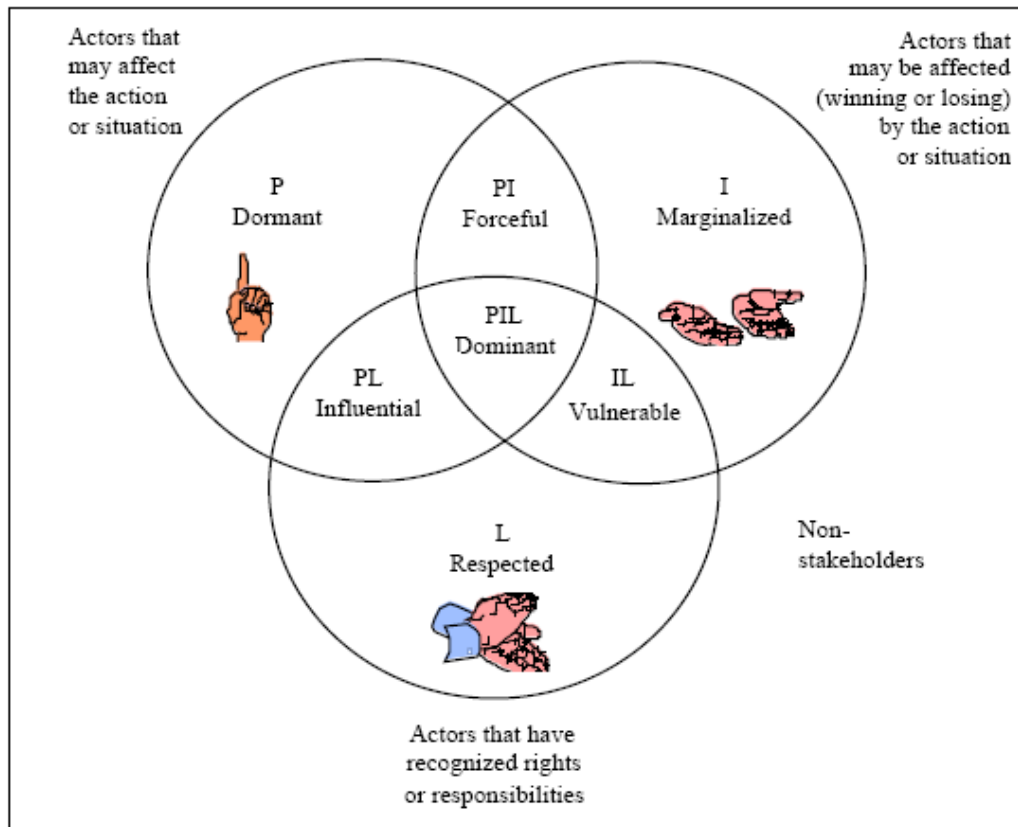 Actors that
may affect
the action
or situation
Actors that
may be affected
(winning or losing)
by the action
or situation
P
Dormant
PI
Forceful
I
Marginalized
PIL
Dominant
PL
Influential
IL
Vulnerable
L
Respected
Non-
stakeholders
Actors that have
recognized rights
or responsibilities